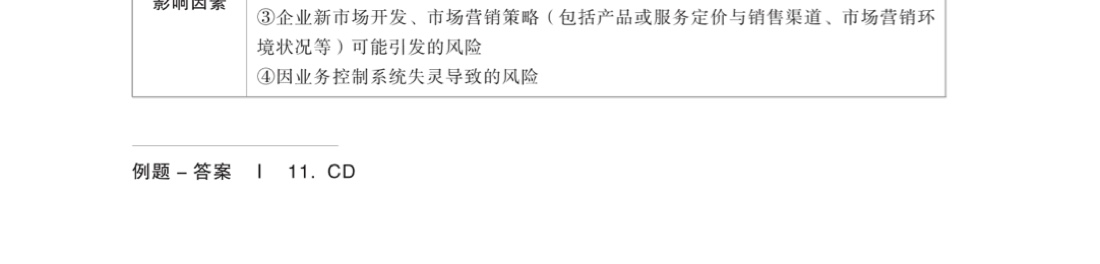 影响因素
③企业新市场开发、市场营销策略（包括产品或服务定价与销售渠道、市场营销环
境状况等）可能引发的风险
④因业务控制系统失灵导致的风险
例题 – 答案 | 11. CD